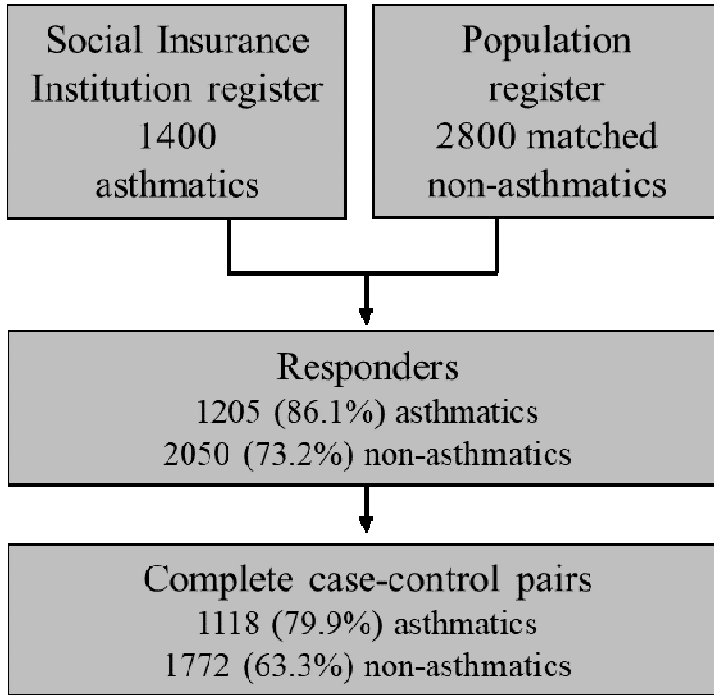 Social Insurance
Institution register
1400
asthmatics
Population
register
2800 matched
non-asthmatics
Responders
1205 (86.1%) asthmatics
2050 (73.2%) non-asthmatics
Complete case-control pairs
1118 (79.9%) asthmatics
1772 (63.3%) non-asthmatics